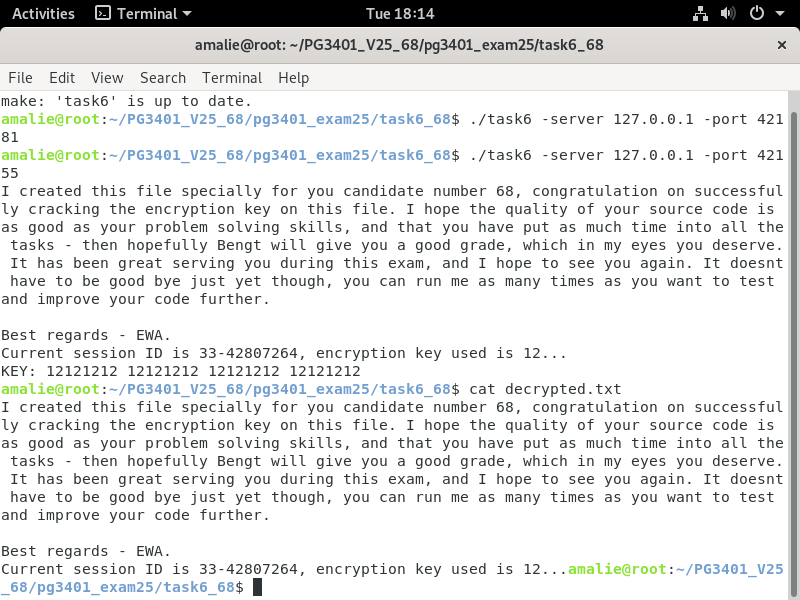 Activities Terminal Tue 18:14
amalie@root: ~/PG3401_V25_68/pg3401_exam25/task6_68 ×
File Edit View Search Terminal Help
make: 'task6' is up to date.
amalie@root:~/PG3401_V25_68/pg3401_exam25/task6_68$ ./task6 -server 127.0.0.1 -port 421
81
amalie@root:~/PG3401_V25_68/pg3401_exam25/task6_68$ ./task6 -server 127.0.0.1 -port 421
55
I created this file specially for you candidate number 68, congratulation on successful
ly cracking the encryption key on this file. I hope the quality of your source code is
as good as your problem solving skills, and that you have put as much time into all the
 tasks - then hopefully Bengt will give you a good grade, which in my eyes you deserve.
 It has been great serving you during this exam, and I hope to see you again. It doesnt
 have to be good bye just yet though, you can run me as many times as you want to test
and improve your code further.

Best regards - EWA.
Current session ID is 33-42807264, encryption key used is 12...
KEY: 12121212 12121212 12121212 12121212
amalie@root:~/PG3401_V25_68/pg3401_exam25/task6_68$ cat decrypted.txt
I created this file specially for you candidate number 68, congratulation on successful
ly cracking the encryption key on this file. I hope the quality of your source code is
as good as your problem solving skills, and that you have put as much time into all the
 tasks - then hopefully Bengt will give you a good grade, which in my eyes you deserve.
 It has been great serving you during this exam, and I hope to see you again. It doesnt
 have to be good bye just yet though, you can run me as many times as you want to test
and improve your code further.

Best regards - EWA.
Current session ID is 33-42807264, encryption key used is 12...amalie@root:~/PG3401_V25
_68/pg3401_exam25/task6_68$